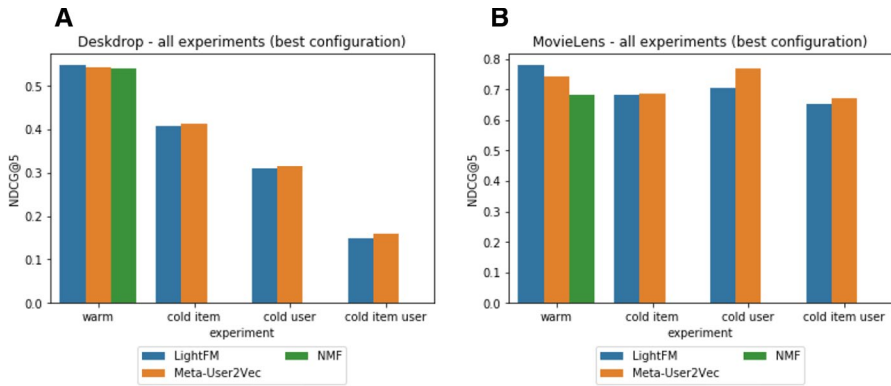 A
Deskdrop - all experiments (best configuration)
NDCG@5
0.5
0.4
0.3
0.2
0.1
0.0
warm cold item cold user cold item user
experiment
LightFM NMF
Meta-User2Vec
B
MovieLens - all experiments (best configuration)
NDCG@5
0.8
0.7
0.6
0.5
0.4
0.3
0.2
0.1
0.0
warm cold item cold user cold item user
experiment
LightFM NMF
Meta-User2Vec